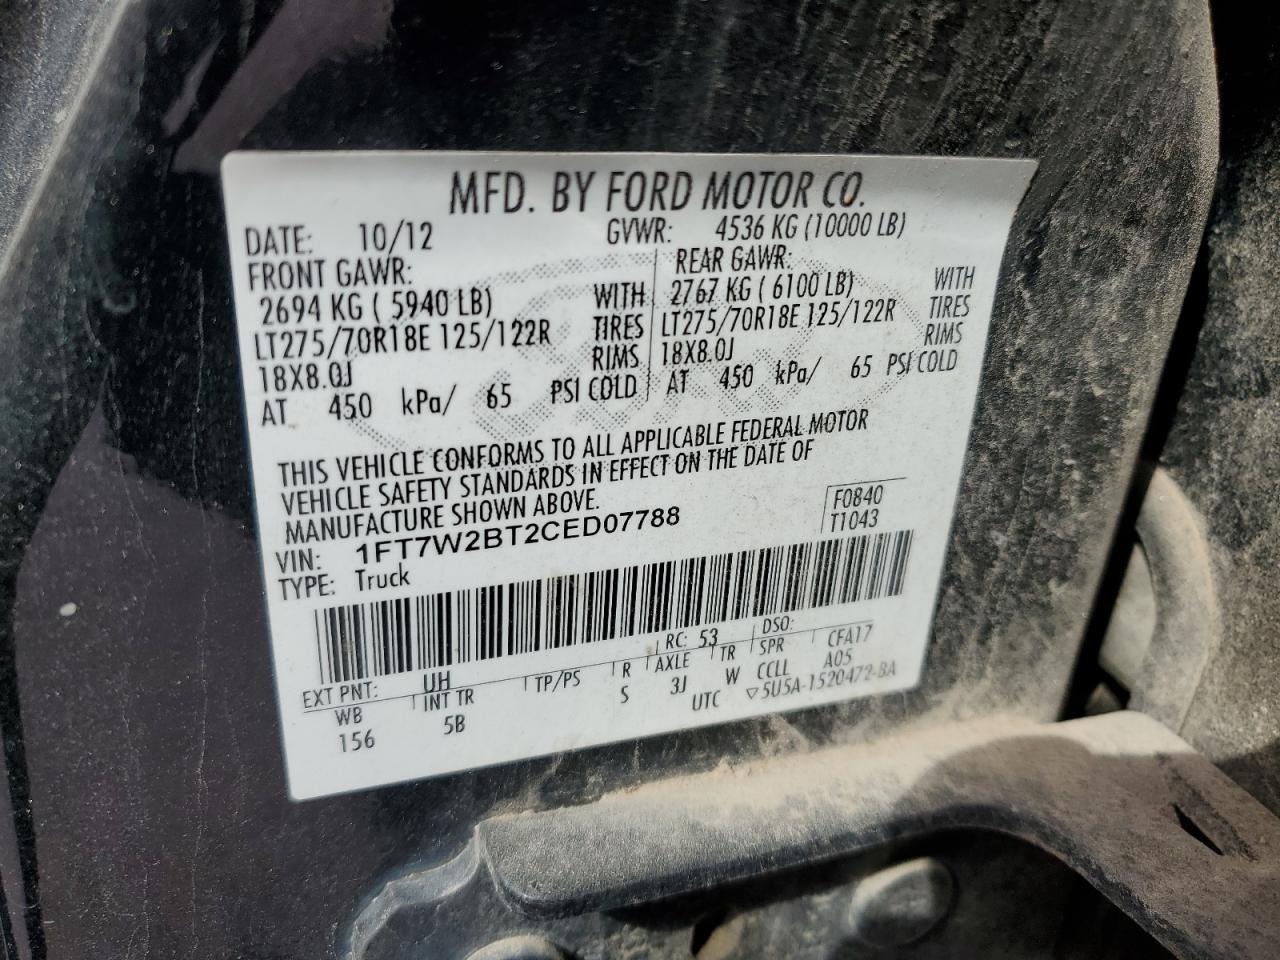 MFD. BY FORD MOTOR CO.
DATE: 10/12 GVWR: 4536 KG (10000 LB)
FRONT GAWR: REAR GAWR:
2694 KG ( 5940 LB) WITH 2767 KG ( 6100 LB) WITH
LT275/70R18E 125/122R TIRES LT275/70R18E 125/122R TIRES
18X8.0J RIMS 18X8.0J RIMS
AT 450 kPa/ 65 PSI COLD AT 450 kPa/ 65 PSI COLD
THIS VEHICLE CONFORMS TO ALL APPLICABLE FEDERAL MOTOR
VEHICLE SAFETY STANDARDS IN EFFECT ON THE DATE OF
MANUFACTURE SHOWN ABOVE.
F0840
VIN: 1FT7W2BT2CED07788 T1043
TYPE: Truck
EXT PNT: UH RC: 53 DSO:
WB INT TR TP/PS R AXLE TR SPR CFA17
156 5B S 3J W CCLL A05
UTC ▽5U5A-1520472-BA